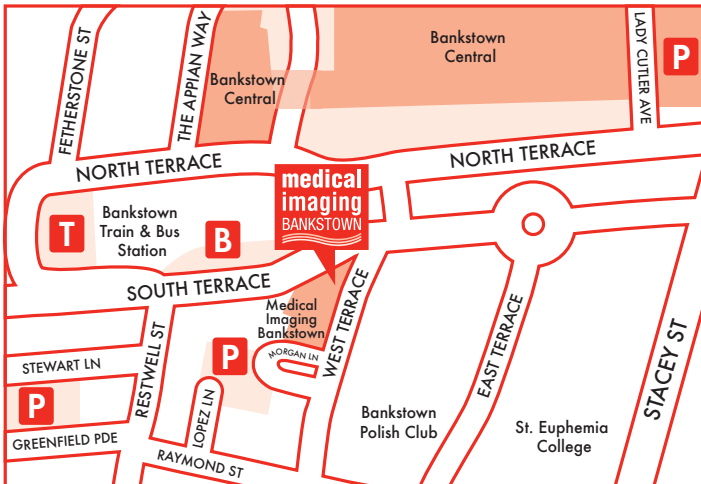 FETHERSTONE ST
THE APPIAN WAY
Bankstown
Central
Bankstown
Central
LADY CUTLER AVE
P
NORTH TERRACE
NORTH TERRACE
medical
imaging
BANKSTOWN
T
Bankstown
Train & Bus
Station
B
SOUTH TERRACE
Medical
Imaging
Bankstown
WEST TERRACE
EAST TERRACE
STACEY ST
RESTWELL ST
STEWART LN
P
MORGAN LN
P
LOPEZ LN
GREENFIELD PDE
RAYMOND ST
Bankstown
Polish Club
St. Euphemia
College